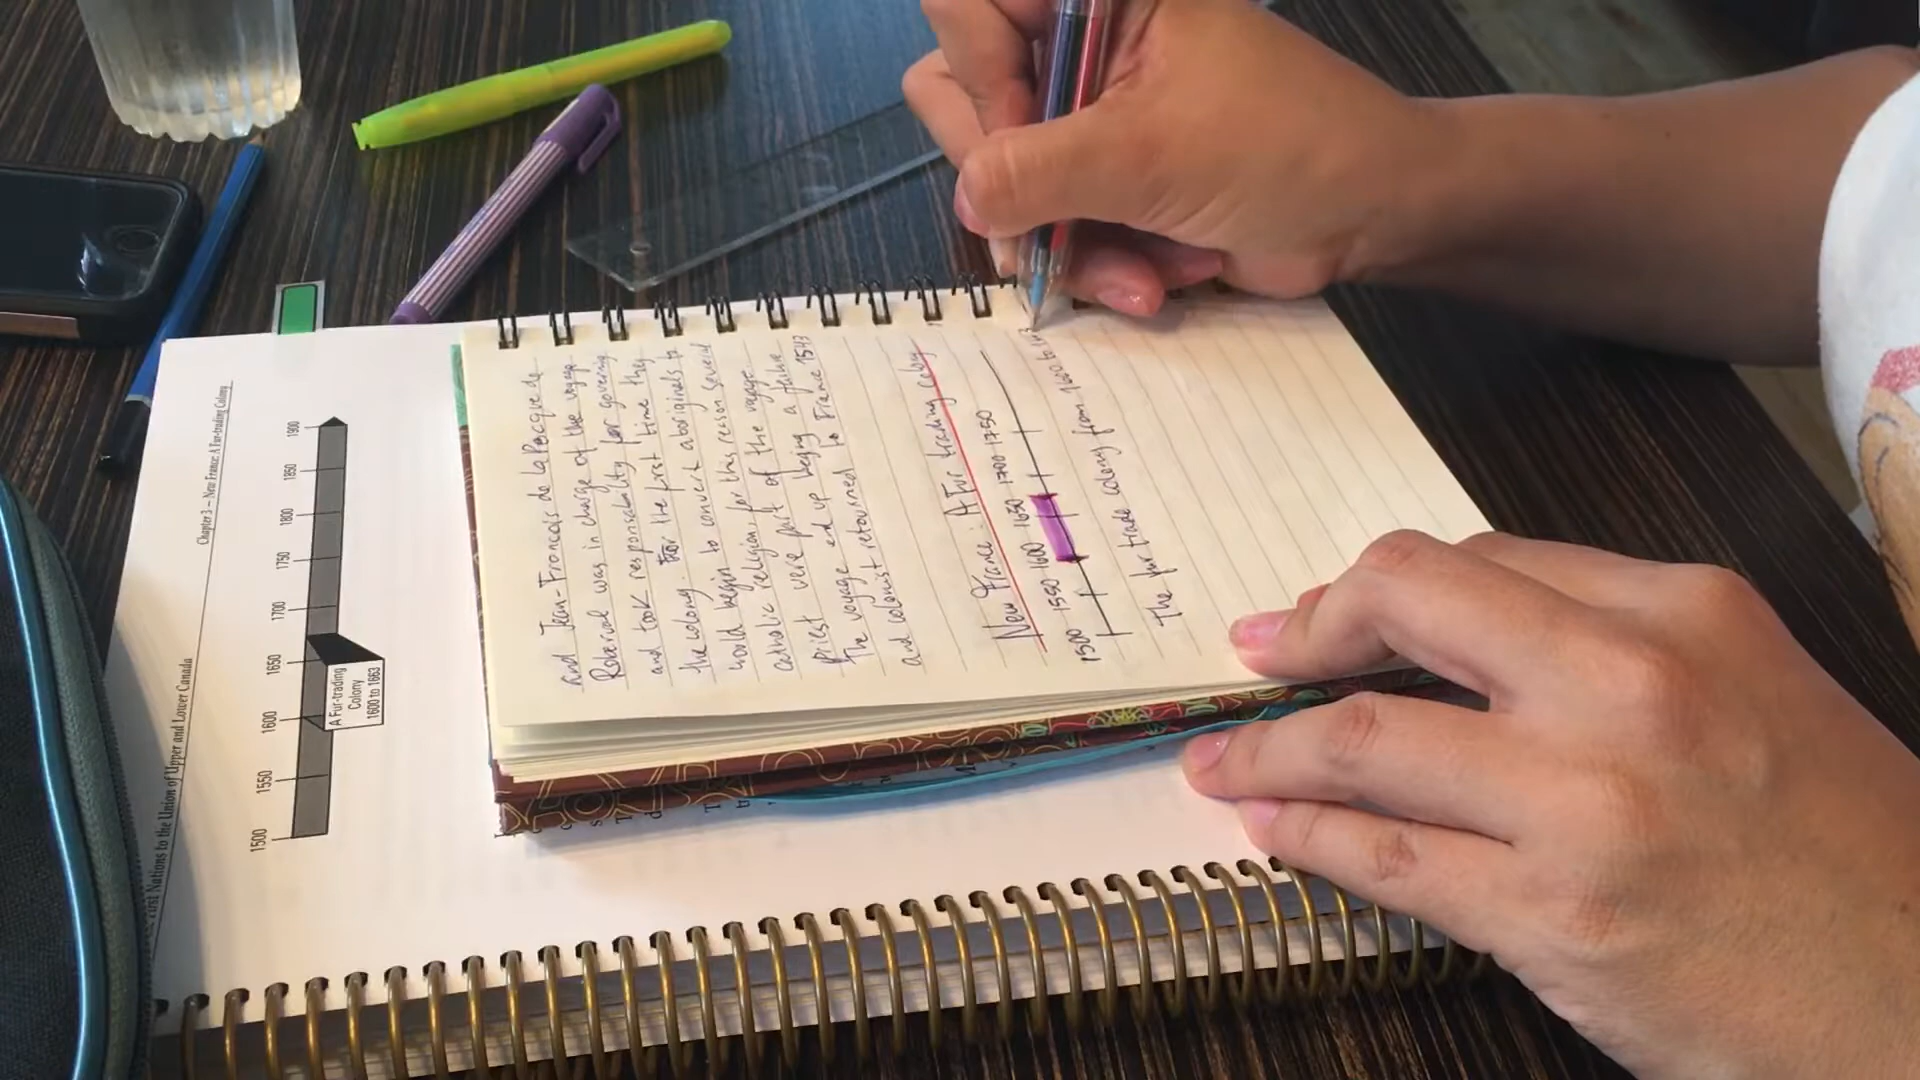 First Nations to the Union of Upper and Lower Canada
Chapter 3 – New France: A Fur-trading Colony
1500 1550 1600 1650 1700 1750 1800 1850 1900
A Fur-trading
Colony
1600 to 1663
and Jean-Francois de la Rocque de
Roberval was in charge of the voyage
and took responsability for governing
the colony. For the first time they
would begin to convert aboriginals to
catholic religion, for this reason several
priest were part of the voyage.
The voyage end up being a failure
and colonist retourned to France 1543
New France: A Fur trading colony
1500 1550 1600 1650 1700 1750
The fur trade colony from 1600 to